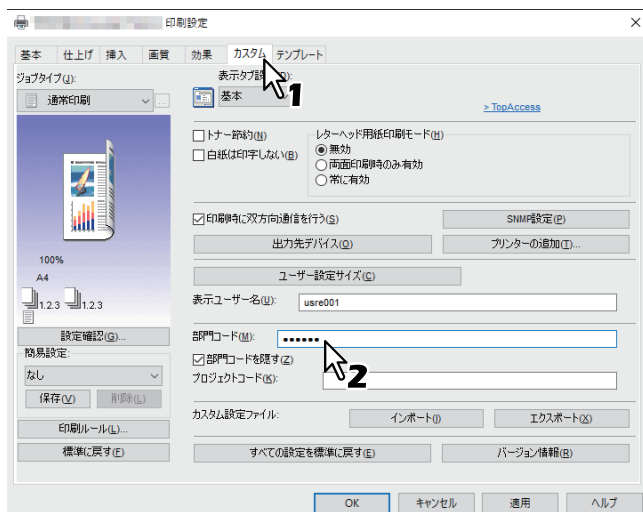 印刷設定
基本 仕上げ 挿入 画質 効果 カスタム テンプレート
ジョブタイプ(J):
通常印刷
100%
A4
1.2.3 1.2.3
設定確認(G)...
簡易設定:
なし
保存(V) 削除(L)
印刷ルール(L)...
標準に戻す(F)
基本
1
> TopAccess
トナー節約(N)
白紙は印字しない(B)
レターヘッド用紙印刷モード(H)
無効
両面印刷時のみ有効
常に有効
印刷時に双方向通信を行う(S) SNMP設定(P)
出力先デバイス(O) プリンターの追加(T)...
ユーザー設定サイズ(C)
表示ユーザー名(U): usre001
部門コード(M): ••••••
部門コードを隠す(Z)
2
プロジェクトコード(K):
カスタム設定ファイル: インポート(I) エクスポート(X)
すべての設定を標準に戻す(E) バージョン情報(R)
OK キャンセル 適用 ヘルプ